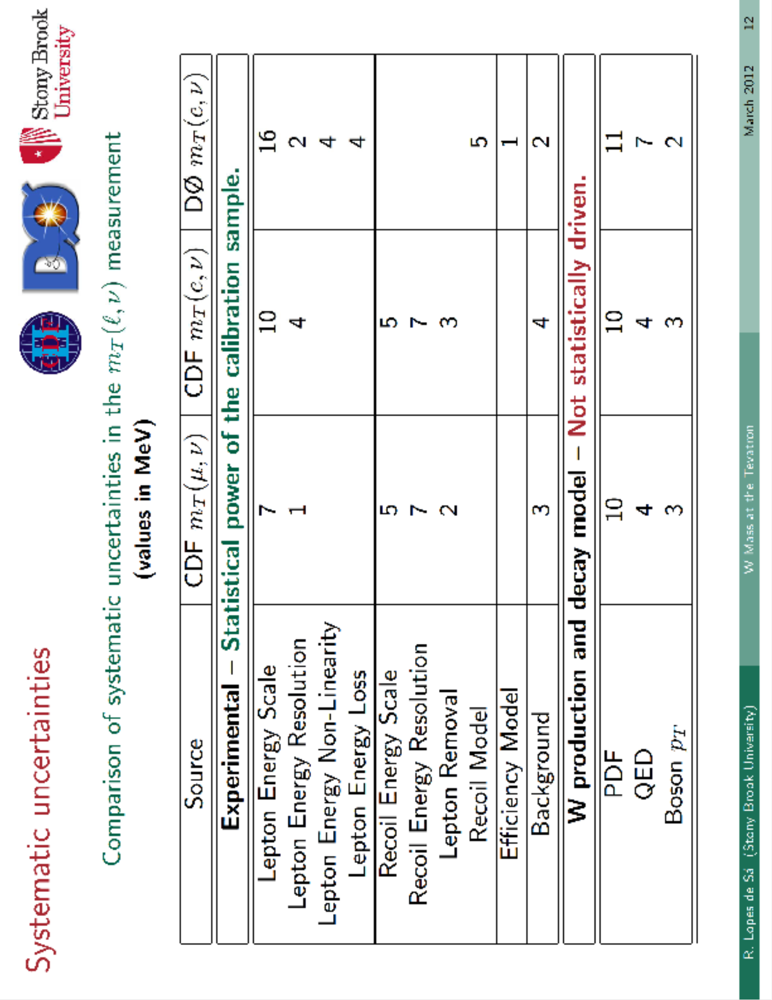 Systematic uncertainties
CDF
II
DØ
Stony Brook
University
Comparison of systematic uncertainties in the m_T(ℓ, ν) measurement
(values in MeV)
Source CDF m_T(μ, ν) CDF m_T(e, ν) DØ m_T(e, ν)
Experimental – Statistical power of the calibration sample.
Lepton Energy Scale 7 10 16
Lepton Energy Resolution 1 4 2
Lepton Energy Non-Linearity 4
Lepton Energy Loss 4
Recoil Energy Scale 5 5
Recoil Energy Resolution 7 7
Lepton Removal 2 3
Recoil Model 5
Efficiency Model 1
Background 3 4 2
W production and decay model – Not statistically driven.
PDF 10 10 11
QED 4 4 7
Boson p_T 3 3 2
R. Lopes de Sá (Stony Brook University) W Mass at the Tevatron March 2012 12